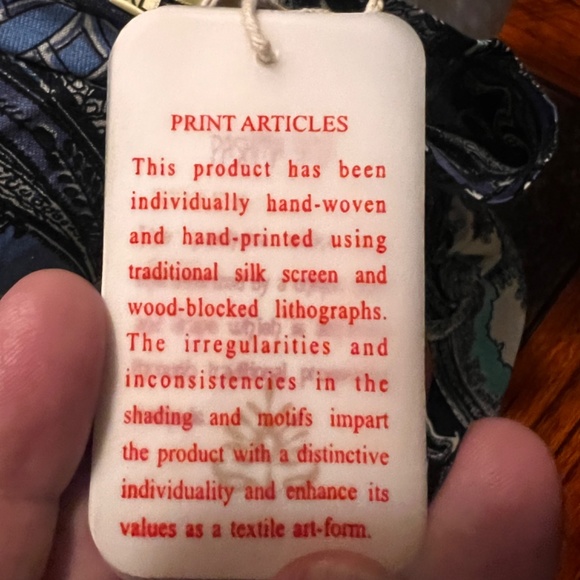 PRINT ARTICLES
This product has been
individually hand-woven
and hand-printed using
traditional silk screen and
wood-blocked lithographs.
The irregularities and
inconsistencies in the
shading and motifs impart
the product with a distinctive
individuality and enhance its
values as a textile art-form.